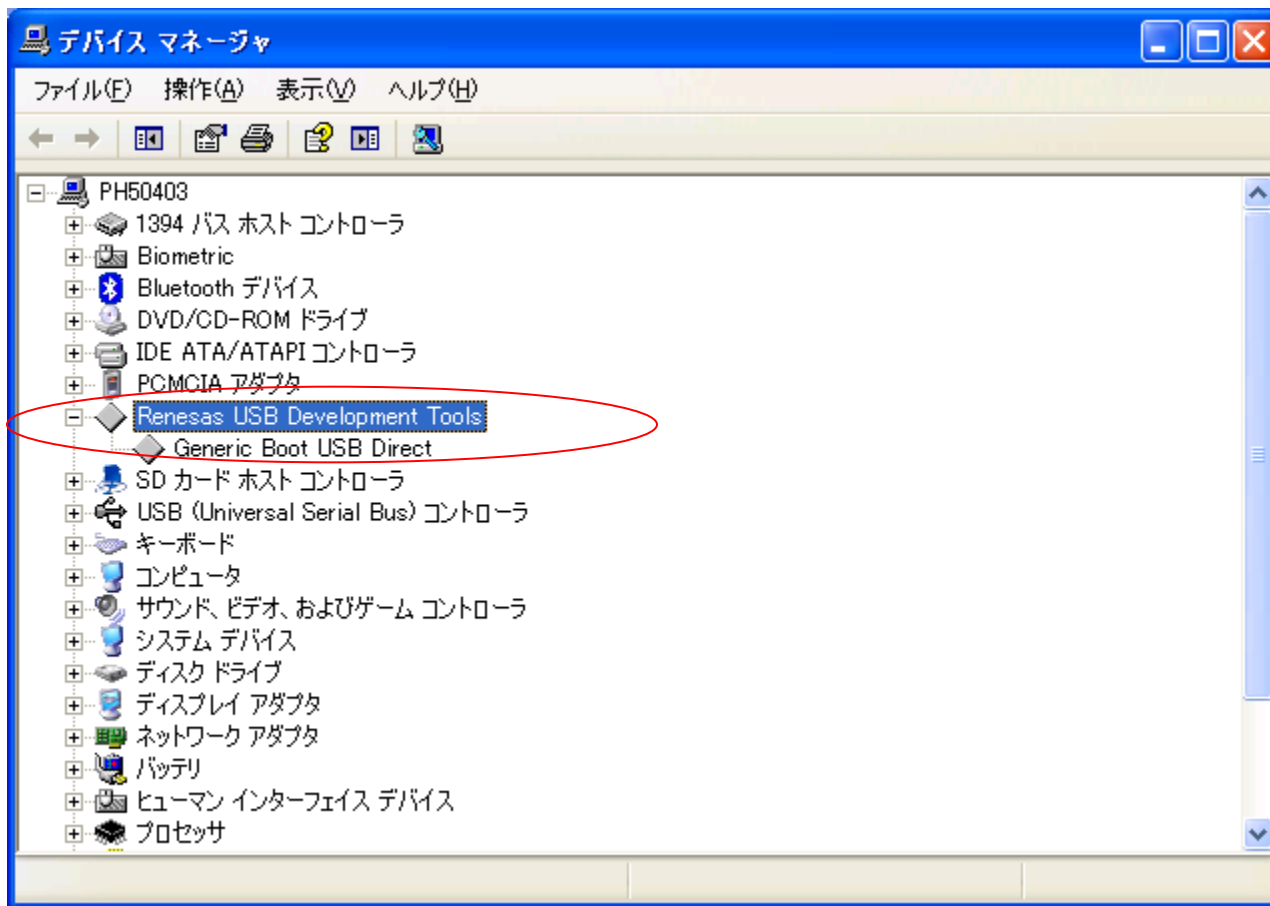 デバイス マネージャ
ファイル(F) 操作(A) 表示(V) ヘルプ(H)
PH50403
1394 バス ホスト コントローラ
Biometric
Bluetooth デバイス
DVD/CD-ROM ドライブ
IDE ATA/ATAPI コントローラ
PCMCIA アダプタ
Renesas USB Development Tools
Generic Boot USB Direct
SD カード ホスト コントローラ
USB (Universal Serial Bus) コントローラ
キーボード
コンピュータ
サウンド、ビデオ、およびゲーム コントローラ
システム デバイス
ディスク ドライブ
ディスプレイ アダプタ
ネットワーク アダプタ
バッテリ
ヒューマン インターフェイス デバイス
プロセッサ